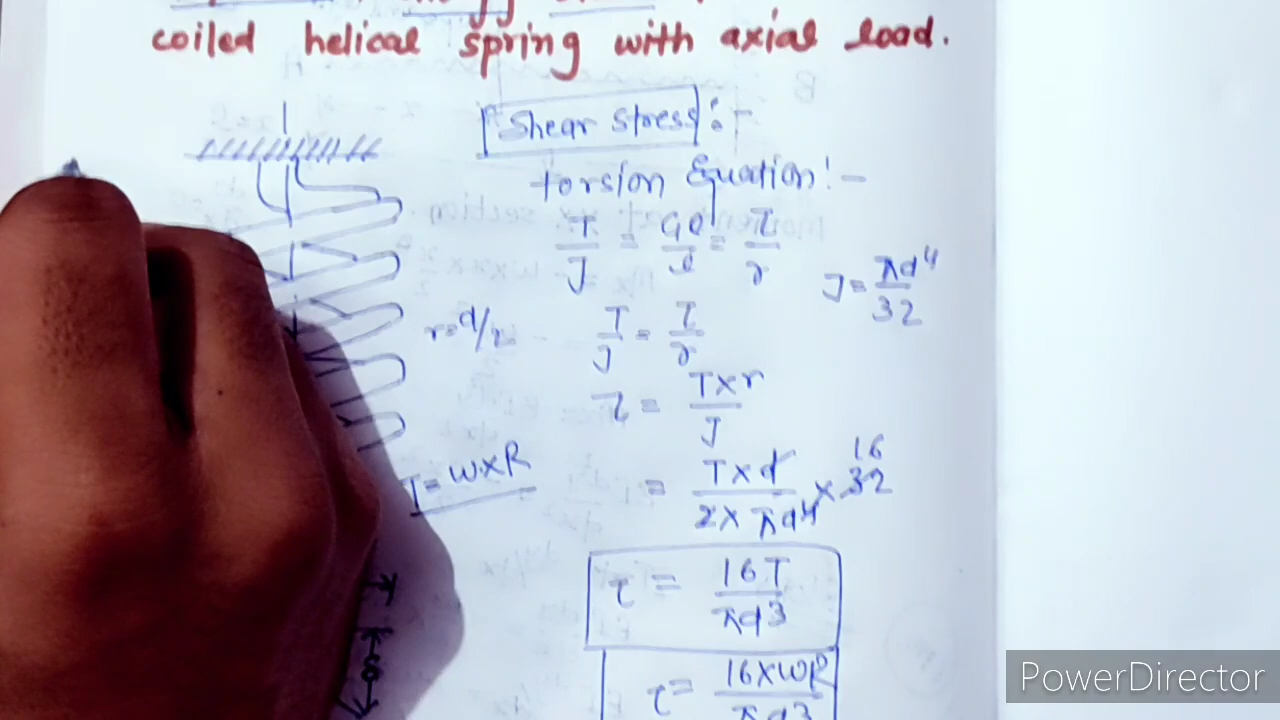 coiled helical spring with axial load.
Shear stress :-
torsion Equation :-
T/J = Gθ/l = τ/r
J = πd⁴/32
r = d/2
T/J = τ/r
τ = T×r/J
T = W×R
= T×d/2×πd⁴ × 32
16
τ = 16T/πd³
τ = 16×WR/πd³
δ
PowerDirector